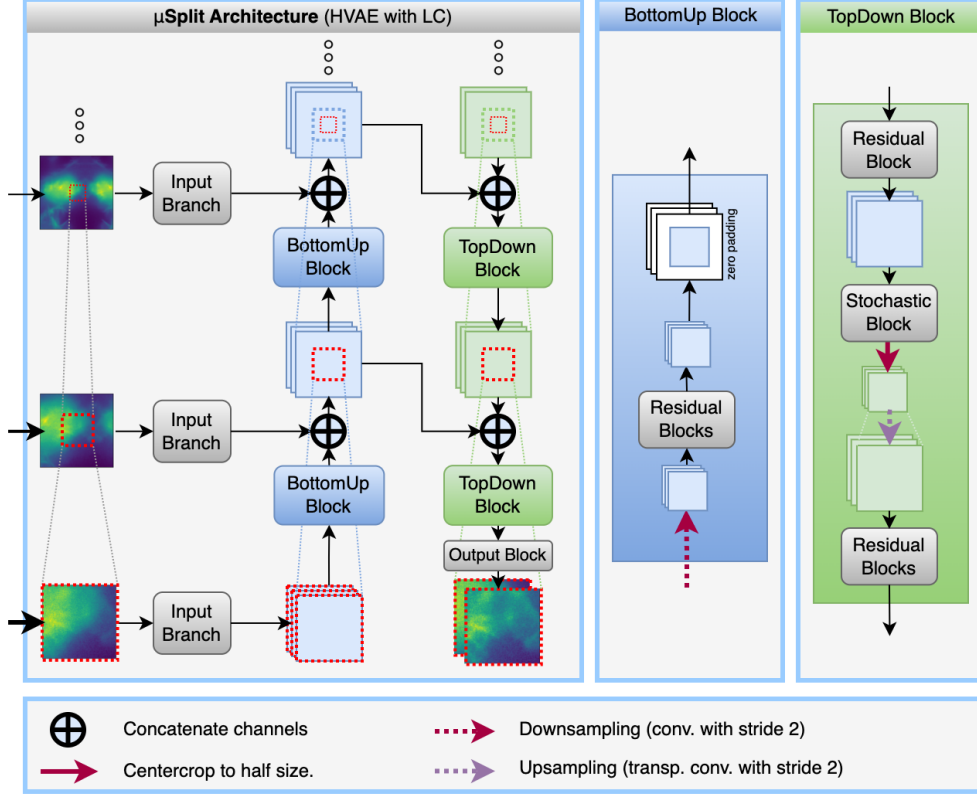 µSplit Architecture (HVAE with LC)
BottomUp Block
TopDown Block
Input
Branch
BottomUp
Block
TopDown
Block
Input
Branch
BottomUp
Block
TopDown
Block
Output Block
Input
Branch
zero padding
Residual
Blocks
Residual
Block
Stochastic
Block
Residual
Blocks
Concatenate channels
Centercrop to half size.
Downsampling (conv. with stride 2)
Upsampling (transp. conv. with stride 2)